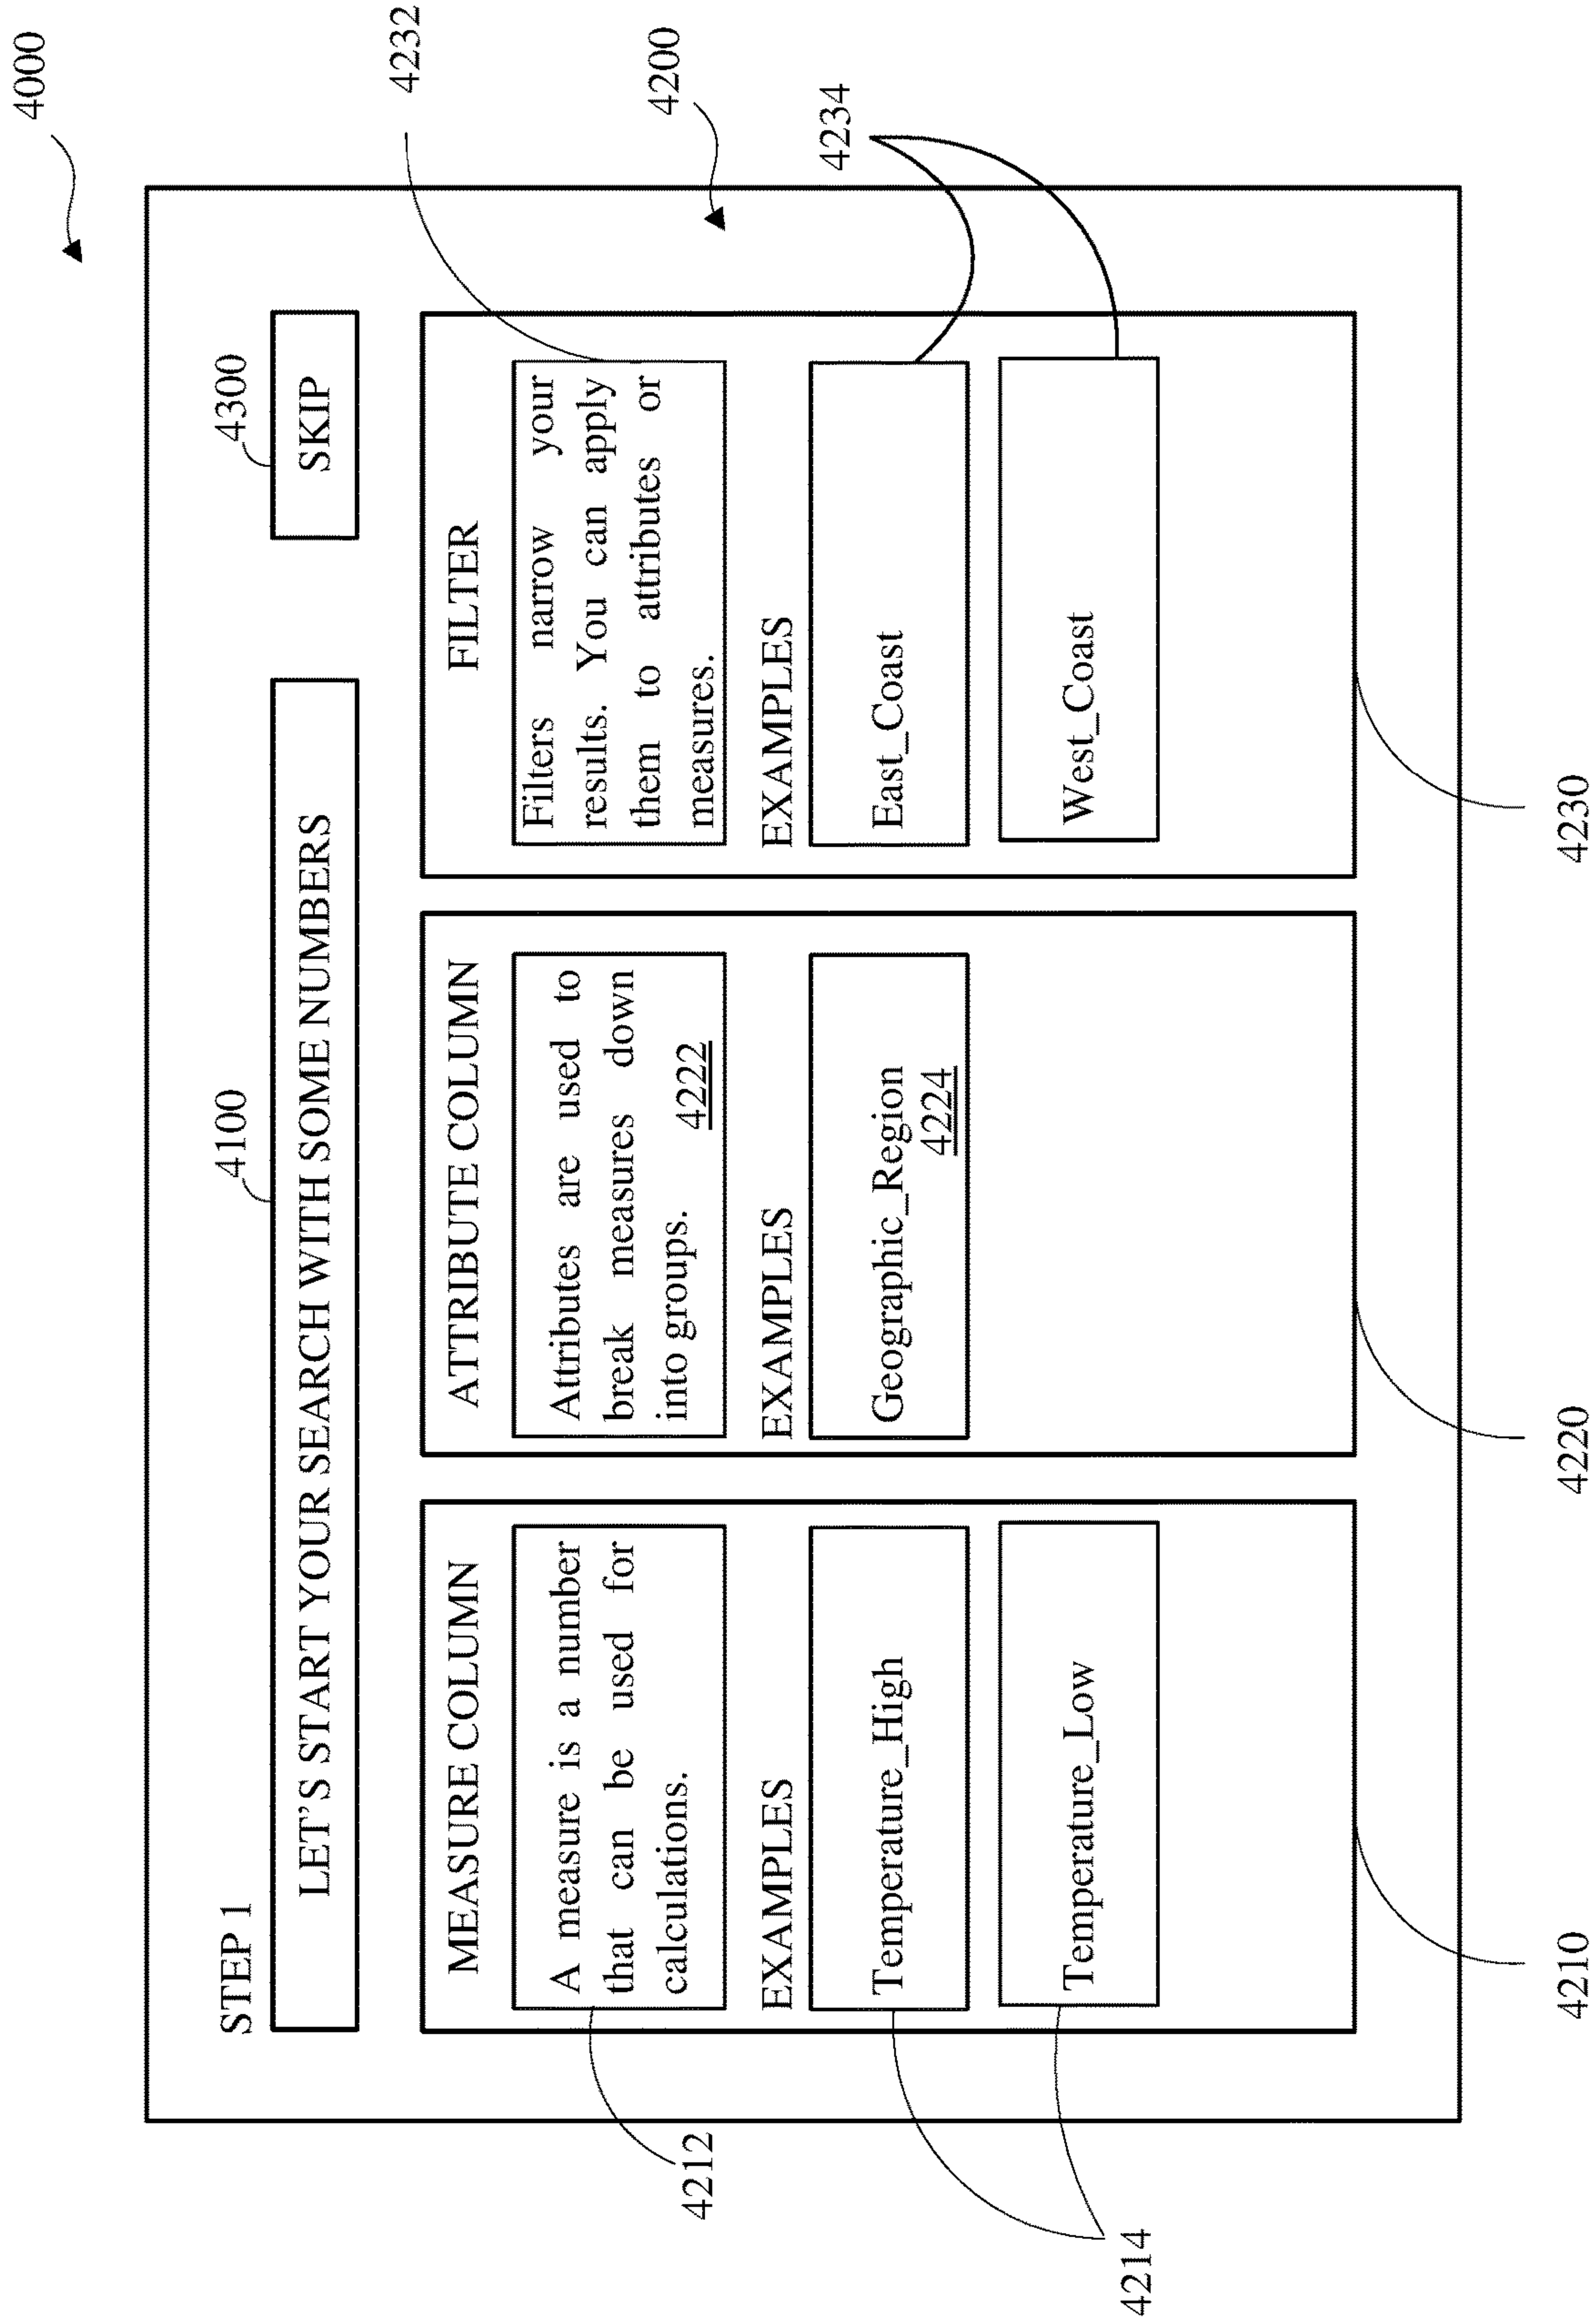 4000
STEP 1
4100
4300
LET'S START YOUR SEARCH WITH SOME NUMBERS
SKIP
4232
4200
MEASURE COLUMN
A measure is a number
that can be used for
calculations.
4212
EXAMPLES
Temperature_High
Temperature_Low
4214
ATTRIBUTE COLUMN
Attributes are used to
break measures down
into groups.
4222
EXAMPLES
Geographic_Region
4224
FILTER
Filters narrow your
results. You can apply
them to attributes or
measures.
EXAMPLES
East_Coast
West_Coast
4234
4210
4220
4230